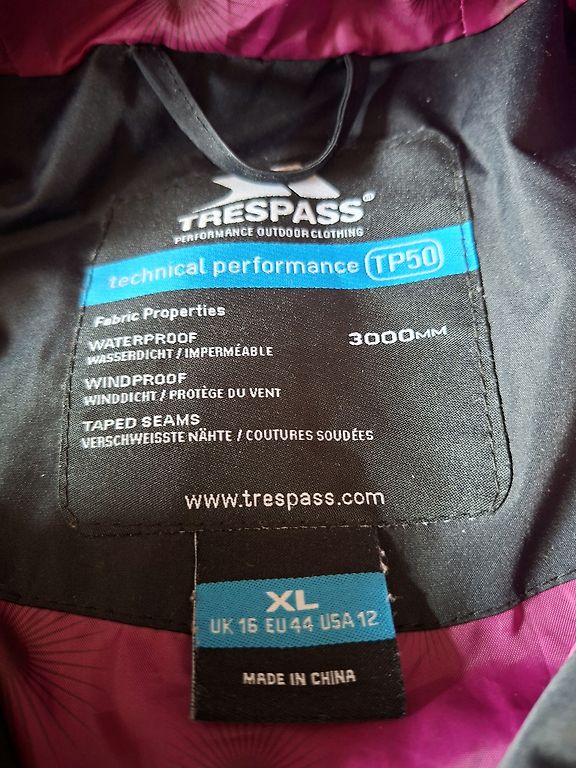 TRESPASS®
PERFORMANCE OUTDOOR CLOTHING
technical performance TP50
Fabric Properties
WATERPROOF 3000MM
WASSERDICHT / IMPERMÉABLE
WINDPROOF
WINDDICHT / PROTÈGE DU VENT
TAPED SEAMS
VERSCHWEISSTE NÄHTE / COUTURES SOUDÉES
www.trespass.com
XL
UK 16 EU 44 USA 12
MADE IN CHINA